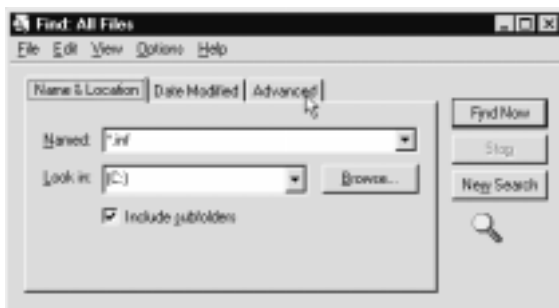 Find: All Files
File Edit View Options Help
Name & Location Date Modified Advanced
Named: *.inf
Look in: (C:) Browse...
Include subfolders
Find Now
Stop
New Search